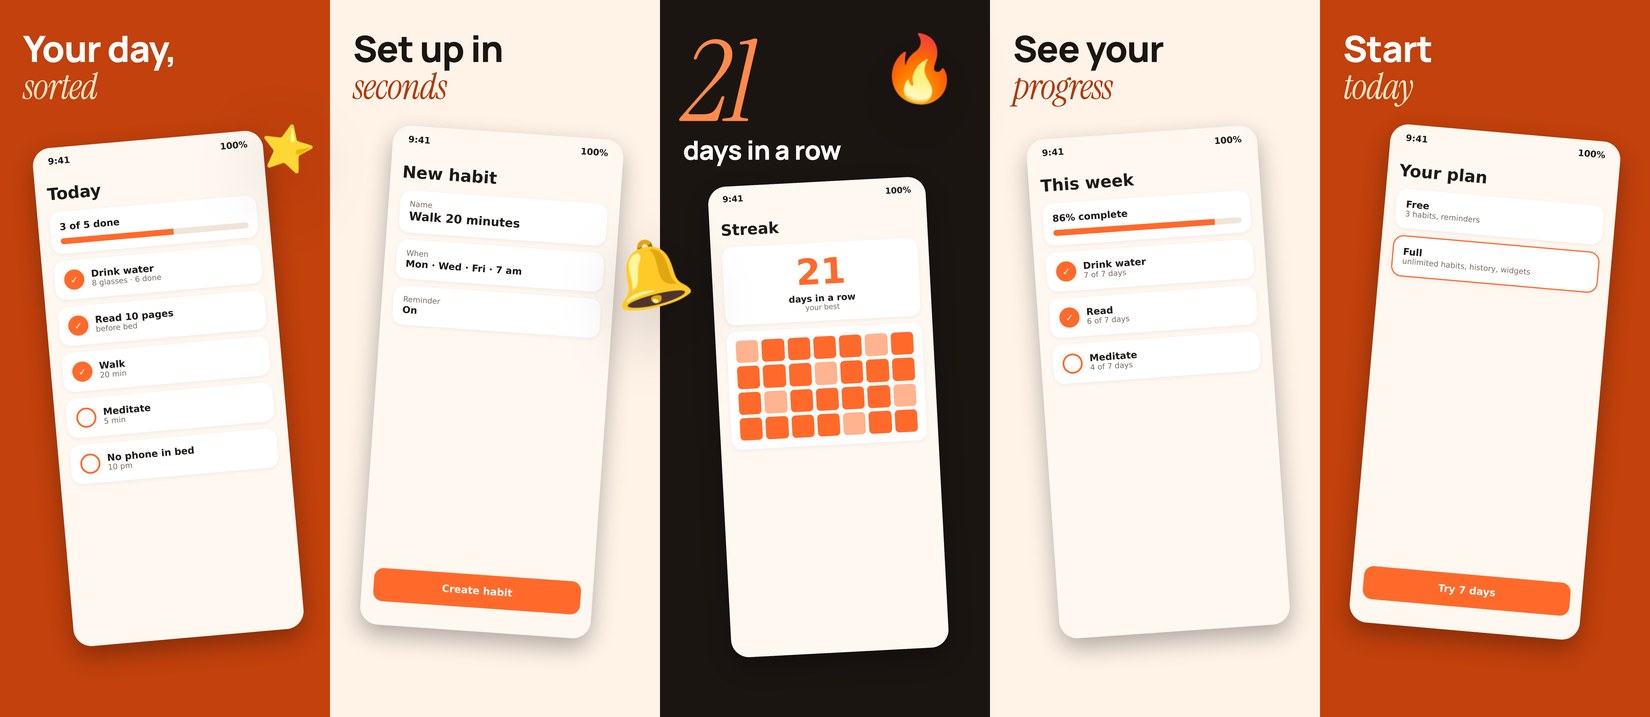 Your day,
sorted
9:41
100%
Today
3 of 5 done
Drink water
8 glasses · 6 done
Read 10 pages
before bed
Walk
20 min
Meditate
5 min
No phone in bed
10 pm
Set up in
seconds
9:41
100%
New habit
Name
Walk 20 minutes
When
Mon · Wed · Fri · 7 am
Reminder
On
Create habit
21
days in a row
9:41
100%
Streak
21
days in a row
your best
See your
progress
9:41
100%
This week
86% complete
Drink water
7 of 7 days
Read
6 of 7 days
Meditate
4 of 7 days
Start
today
9:41
100%
Your plan
Free
3 habits, reminders
Full
unlimited habits, history, widgets
Try 7 days